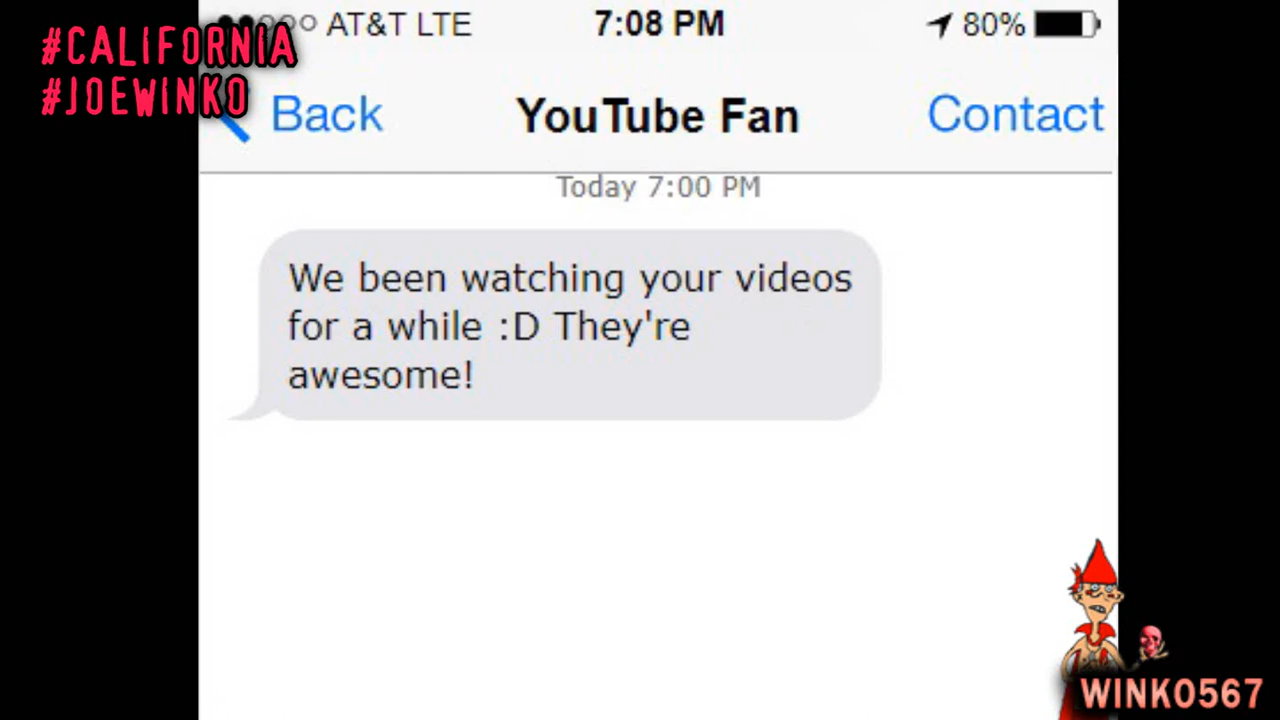 #CALIFORNIA
#JOEWINKO
AT&T LTE 7:08 PM 80%
Back YouTube Fan Contact
Today 7:00 PM
We been watching your videos
for a while :D They're
awesome!
WINKO567